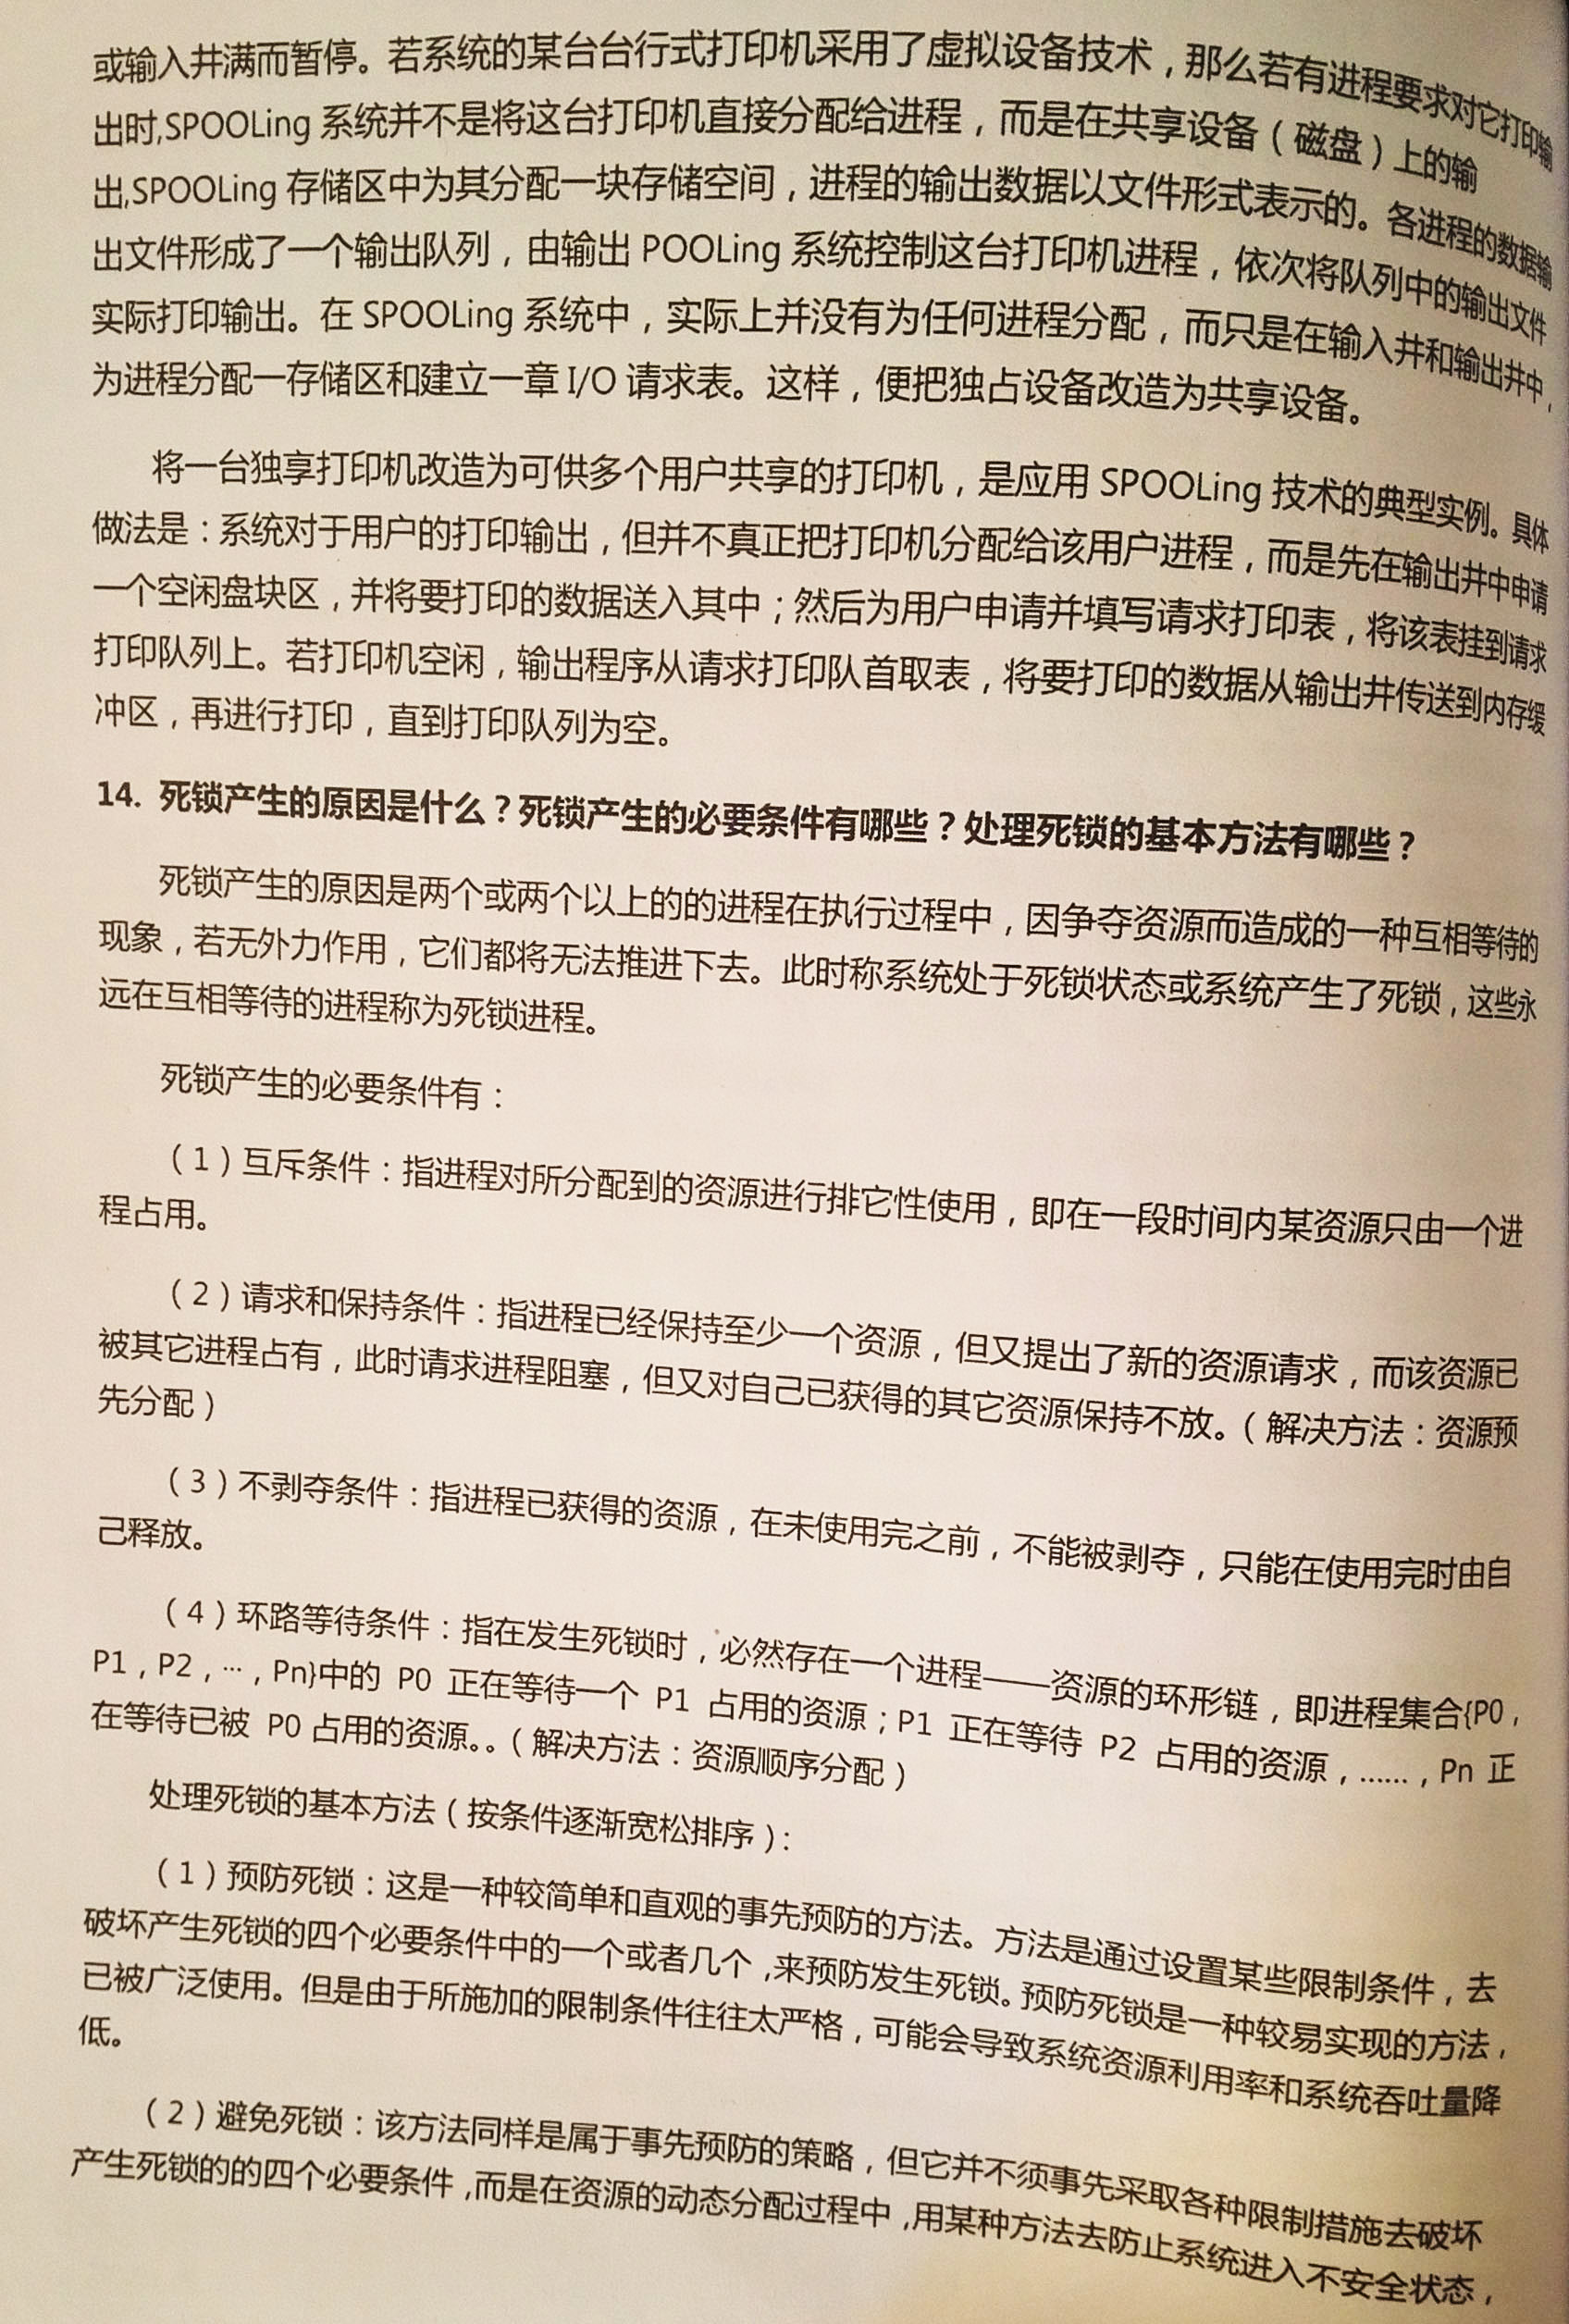 或输入井满而暂停。若系统的某台台行式打印机采用了虚拟设备技术，那么若有进程要求对它打印输
出时,SPOOLing 系统并不是将这台打印机直接分配给进程，而是在共享设备（磁盘）上的输
出,SPOOLing 存储区中为其分配一块存储空间，进程的输出数据以文件形式表示的。各进程的数据输
出文件形成了一个输出队列，由输出 POOLing 系统控制这台打印机进程，依次将队列中的输出文件
实际打印输出。在 SPOOLing 系统中，实际上并没有为任何进程分配，而只是在输入井和输出井中，
为进程分配一存储区和建立一章 I/O 请求表。这样，便把独占设备改造为共享设备。
将一台独享打印机改造为可供多个用户共享的打印机，是应用 SPOOLing 技术的典型实例。具体
做法是：系统对于用户的打印输出，但并不真正把打印机分配给该用户进程，而是先在输出井中申请
一个空闲盘块区，并将要打印的数据送入其中；然后为用户申请并填写请求打印表，将该表挂到请求
打印队列上。若打印机空闲，输出程序从请求打印队首取表，将要打印的数据从输出井传送到内存缓
冲区，再进行打印，直到打印队列为空。
14. 死锁产生的原因是什么？死锁产生的必要条件有哪些？处理死锁的基本方法有哪些？
死锁产生的原因是两个或两个以上的的进程在执行过程中，因争夺资源而造成的一种互相等待的
现象，若无外力作用，它们都将无法推进下去。此时称系统处于死锁状态或系统产生了死锁，这些永
远在互相等待的进程称为死锁进程。
死锁产生的必要条件有：
（1）互斥条件：指进程对所分配到的资源进行排它性使用，即在一段时间内某资源只由一个进
程占用。
（2）请求和保持条件：指进程已经保持至少一个资源，但又提出了新的资源请求，而该资源已
被其它进程占有，此时请求进程阻塞，但又对自己已获得的其它资源保持不放。（解决方法：资源预
先分配）
（3）不剥夺条件：指进程已获得的资源，在未使用完之前，不能被剥夺，只能在使用完时由自
己释放。
（4）环路等待条件：指在发生死锁时，必然存在一个进程——资源的环形链，即进程集合{P0，
P1，P2，…，Pn}中的 P0 正在等待一个 P1 占用的资源；P1 正在等待 P2 占用的资源，……，Pn 正
在等待已被 P0 占用的资源。。（解决方法：资源顺序分配）
处理死锁的基本方法（按条件逐渐宽松排序）：
（1）预防死锁：这是一种较简单和直观的事先预防的方法。方法是通过设置某些限制条件，去
破坏产生死锁的四个必要条件中的一个或者几个,来预防发生死锁。预防死锁是一种较易实现的方法，
已被广泛使用。但是由于所施加的限制条件往往太严格，可能会导致系统资源利用率和系统吞吐量降
低。
（2）避免死锁：该方法同样是属于事先预防的策略，但它并不须事先采取各种限制措施去破坏
产生死锁的的四个必要条件,而是在资源的动态分配过程中,用某种方法去防止系统进入不安全状态，